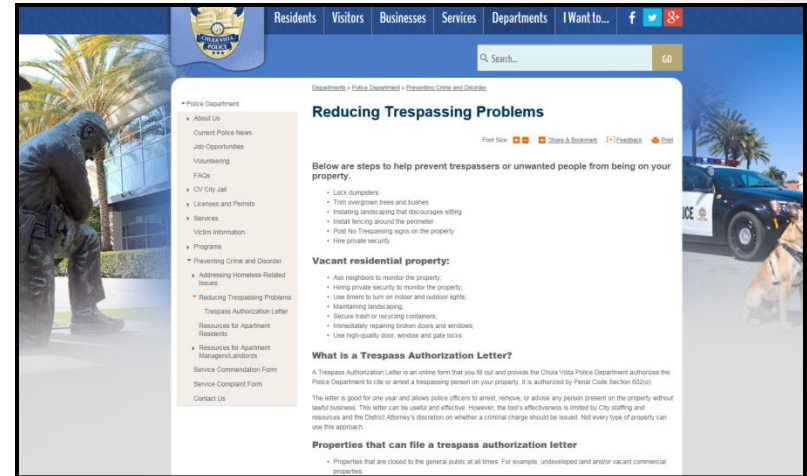 Residents Visitors Businesses Services Departments I Want to... f 8+
CHULA VISTA
POLICE
Search...
GO
Departments » Police Department » Preventing Crime and Disorder
Police Department
About Us
Current Police News
Job Opportunities
Volunteering
FAQs
CV City Jail
Licenses and Permits
Services
Victim Information
Programs
Preventing Crime and Disorder
Addressing Homeless-Related
Issues
Reducing Trespassing Problems
Trespass Authorization Letter
Resources for Apartment
Residents
Resources for Apartment
Managers/Landlords
Service Commendation Form
Service Complaint Form
Contact Us
Reducing Trespassing Problems
Font Size: + - Share & Bookmark [+] Feedback Print
Below are steps to help prevent trespassers or unwanted people from being on your
property.
• Lock dumpsters
• Trim overgrown trees and bushes
• Installing landscaping that discourages sitting
• Install fencing around the perimeter
• Post No Trespassing signs on the property
• Hire private security
Vacant residential property:
• Ask neighbors to monitor the property;
• Hiring private security to monitor the property;
• Use timers to turn on indoor and outdoor lights;
• Maintaining landscaping;
• Secure trash or recycling containers;
• Immediately repairing broken doors and windows;
• Use high-quality door, window and gate locks
What is a Trespass Authorization Letter?
A Trespass Authorization Letter is an online form that you fill out and provide the Chula Vista Police Department authorizes the
Police Department to cite or arrest a trespassing person on your property. It is authorized by Penal Code Section 602(o).
The letter is good for one year and allows police officers to arrest, remove, or advise any person present on the property without
lawful business. This letter can be useful and effective. However, the tool's effectiveness is limited by City staffing and
resources and the District Attorney's discretion on whether a criminal charge should be issued. Not every type of property can
use this approach.
Properties that can file a trespass authorization letter
• Properties that are closed to the general public at all times. For example, undeveloped land and/or vacant commercial
properties.
ICE